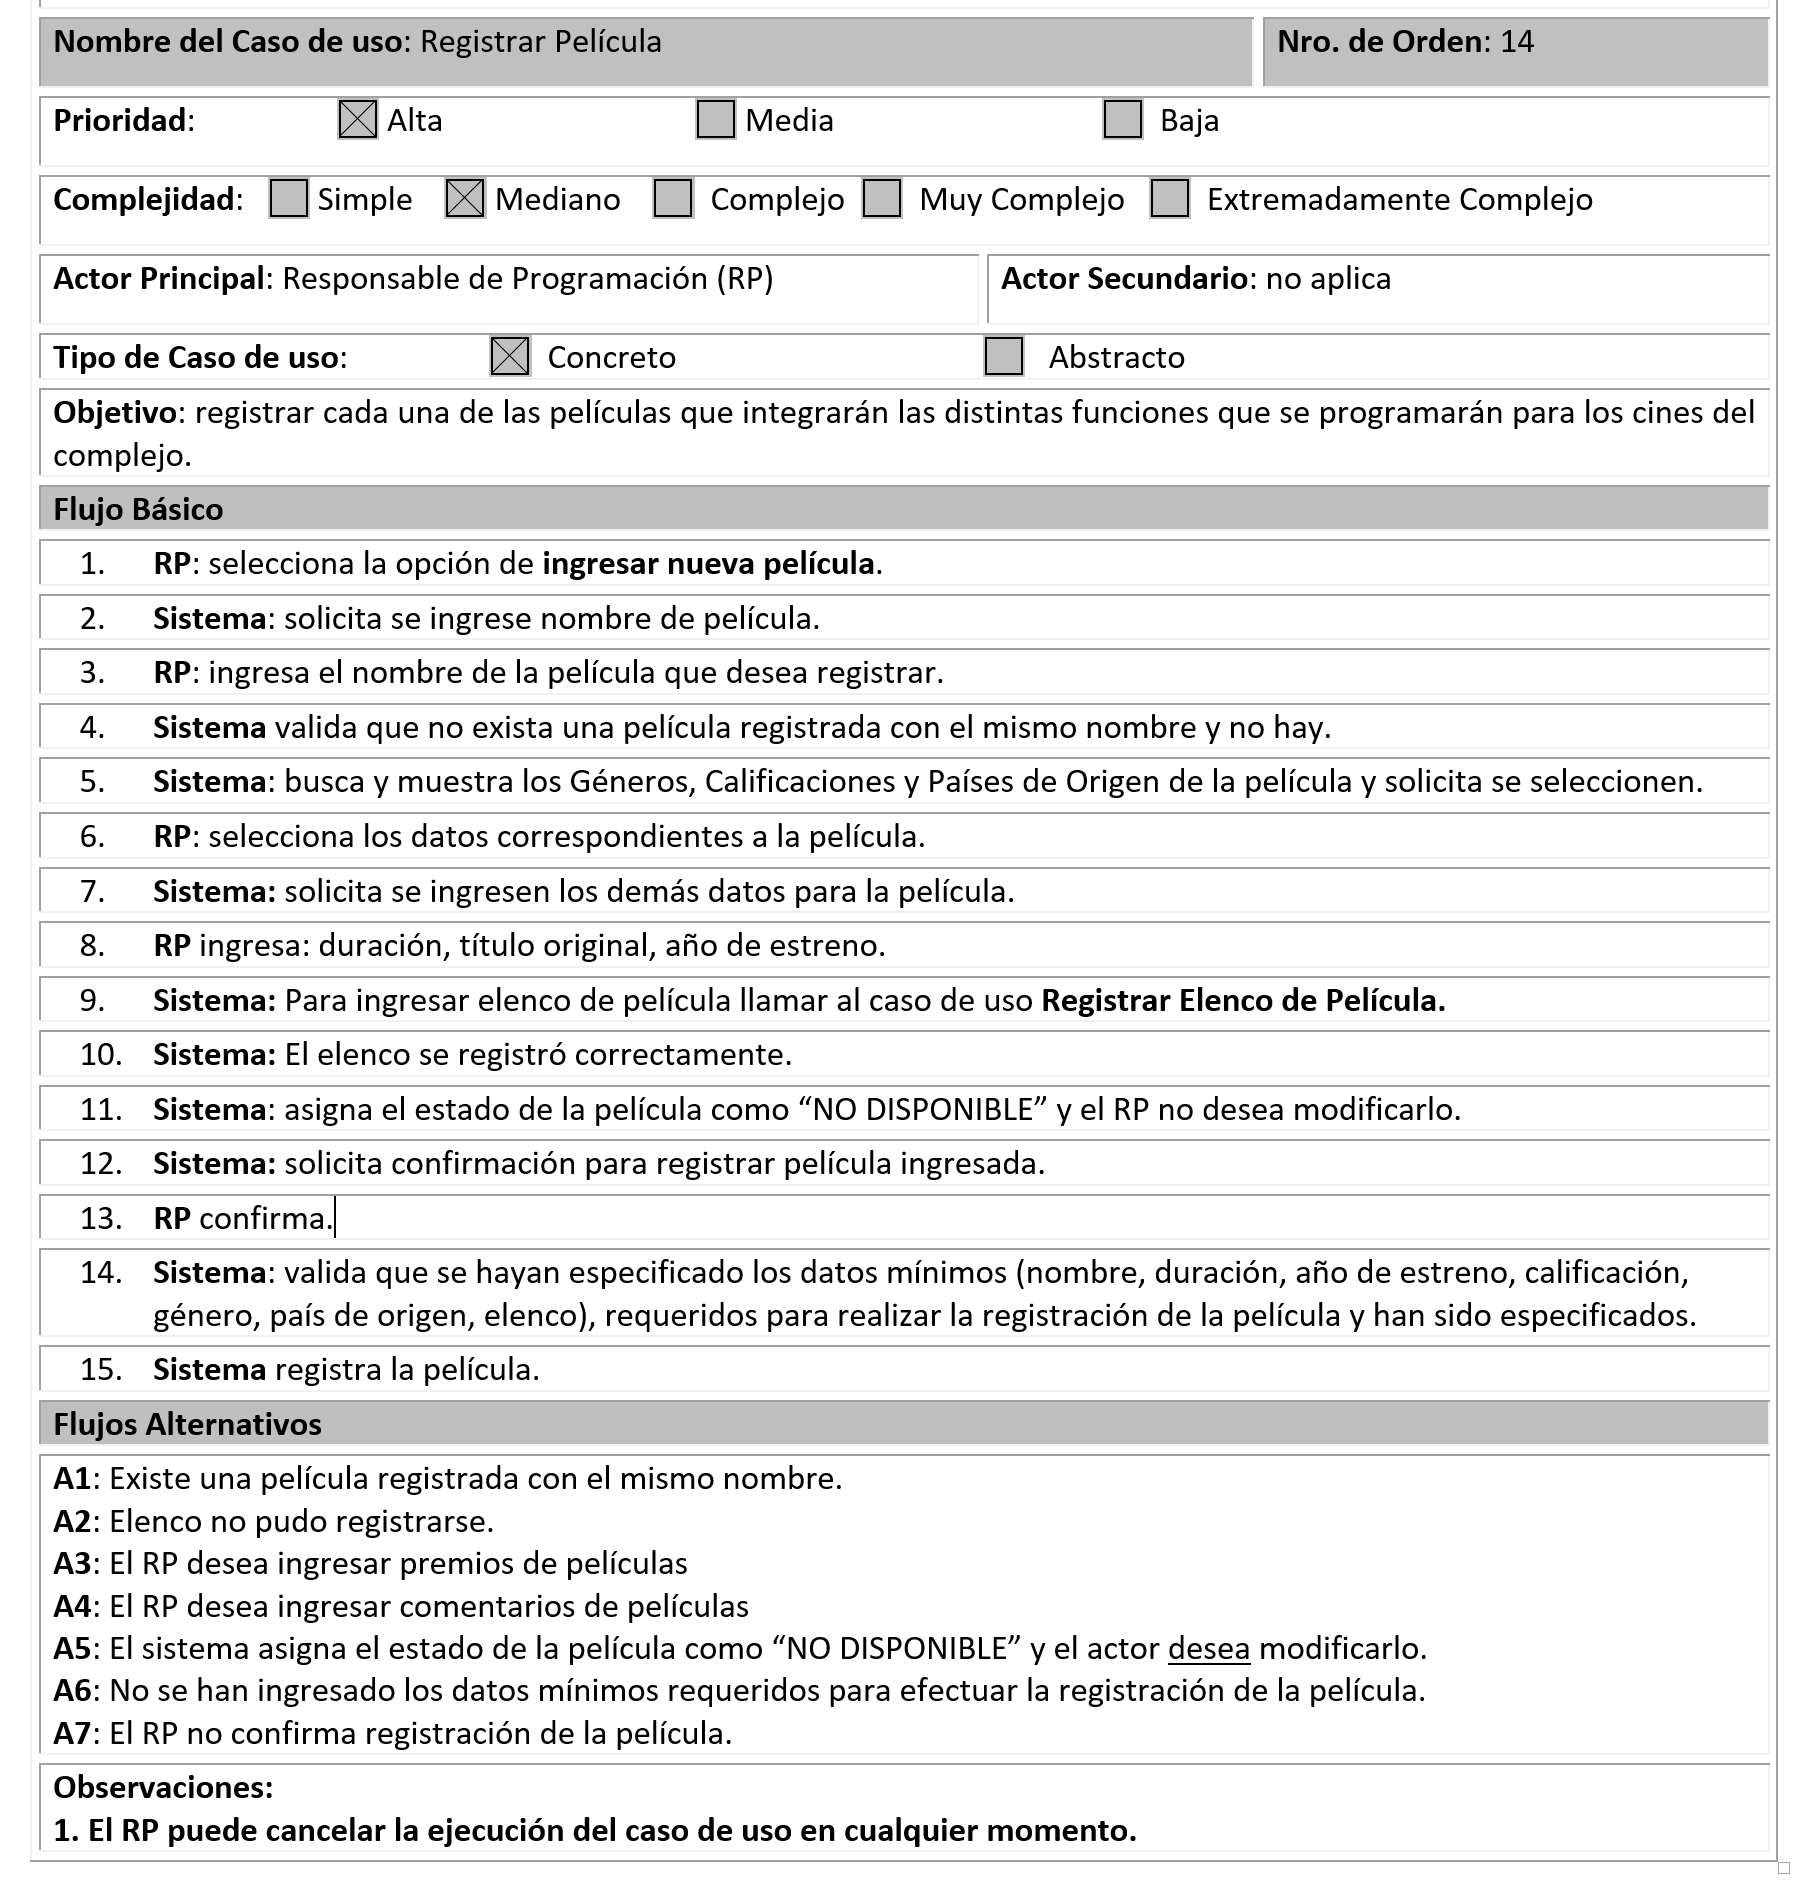 Nombre del Caso de uso: Registrar Película
Nro. de Orden: 14
Prioridad: Alta Media Baja
Complejidad: Simple Mediano Complejo Muy Complejo Extremadamente Complejo
Actor Principal: Responsable de Programación (RP)
Actor Secundario: no aplica
Tipo de Caso de uso: Concreto Abstracto
Objetivo: registrar cada una de las películas que integrarán las distintas funciones que se programarán para los cines del
complejo.
Flujo Básico
1. RP: selecciona la opción de ingresar nueva película.
2. Sistema: solicita se ingrese nombre de película.
3. RP: ingresa el nombre de la película que desea registrar.
4. Sistema valida que no exista una película registrada con el mismo nombre y no hay.
5. Sistema: busca y muestra los Géneros, Calificaciones y Países de Origen de la película y solicita se seleccionen.
6. RP: selecciona los datos correspondientes a la película.
7. Sistema: solicita se ingresen los demás datos para la película.
8. RP ingresa: duración, título original, año de estreno.
9. Sistema: Para ingresar elenco de película llamar al caso de uso Registrar Elenco de Película.
10. Sistema: El elenco se registró correctamente.
11. Sistema: asigna el estado de la película como “NO DISPONIBLE” y el RP no desea modificarlo.
12. Sistema: solicita confirmación para registrar película ingresada.
13. RP confirma.
14. Sistema: valida que se hayan especificado los datos mínimos (nombre, duración, año de estreno, calificación,
género, país de origen, elenco), requeridos para realizar la registración de la película y han sido especificados.
15. Sistema registra la película.
Flujos Alternativos
A1: Existe una película registrada con el mismo nombre.
A2: Elenco no pudo registrarse.
A3: El RP desea ingresar premios de películas
A4: El RP desea ingresar comentarios de películas
A5: El sistema asigna el estado de la película como “NO DISPONIBLE” y el actor desea modificarlo.
A6: No se han ingresado los datos mínimos requeridos para efectuar la registración de la película.
A7: El RP no confirma registración de la película.
Observaciones:
1. El RP puede cancelar la ejecución del caso de uso en cualquier momento.